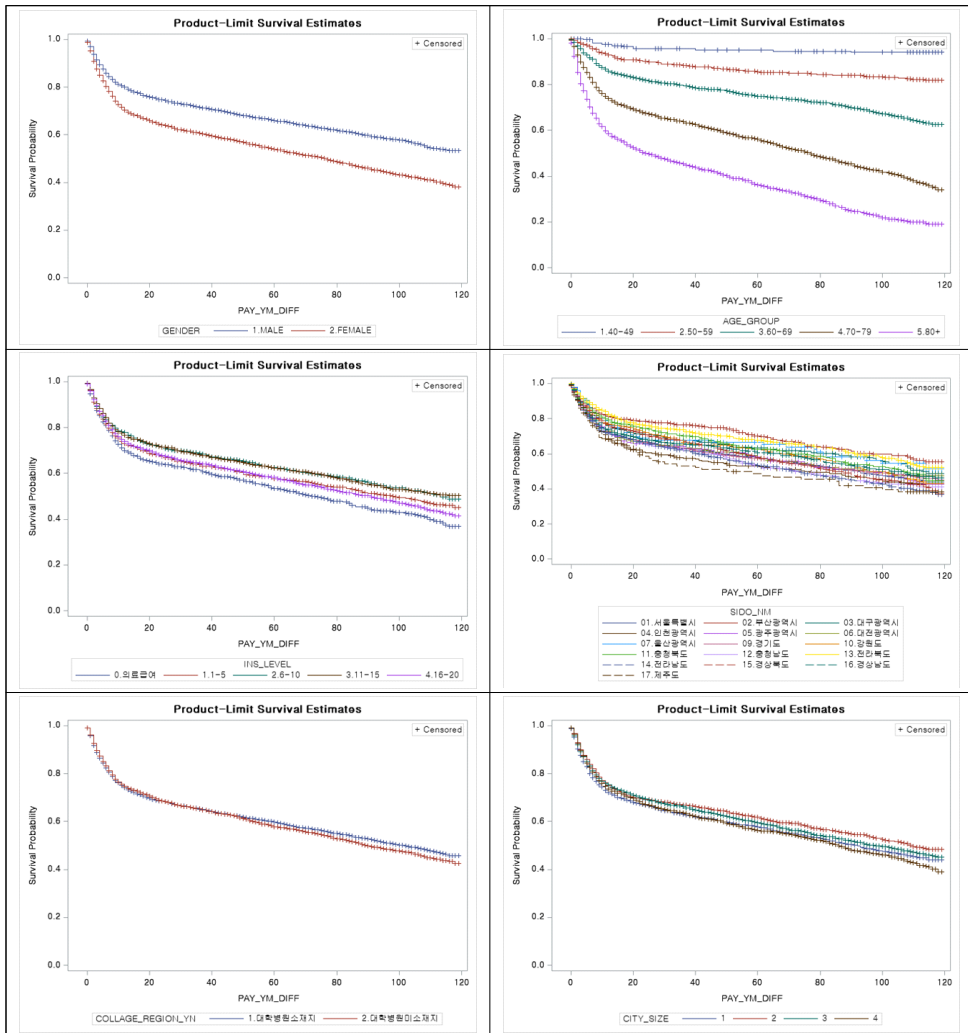 Product-Limit Survival Estimates
+ Censored
1.0
0.8
0.6
0.4
0.2
0.0
Survival Probability
0 20 40 60 80 100 120
PAY_YM_DIFF
GENDER 1.MALE 2.FEMALE
Product-Limit Survival Estimates
+ Censored
1.0
0.8
0.6
0.4
0.2
0.0
Survival Probability
0 20 40 60 80 100 120
PAY_YM_DIFF
AGE_GROUP
1.40-49 2.50-59 3.60-69 4.70-79 5.80+
Product-Limit Survival Estimates
+ Censored
1.0
0.8
0.6
0.4
0.2
0.0
Survival Probability
0 20 40 60 80 100 120
PAY_YM_DIFF
INS_LEVEL
0.의료급여 1.1-5 2.6-10 3.11-15 4.16-20
Product-Limit Survival Estimates
+ Censored
1.0
0.8
0.6
0.4
0.2
0.0
Survival Probability
0 20 40 60 80 100 120
PAY_YM_DIFF
SIDO_NM
01.서울특별시 02.부산광역시 03.대구광역시
04.인천광역시 05.광주광역시 06.대전광역시
07.울산광역시 09.경기도 10.강원도
11.충청북도 12.충청남도 13.전라북도
14.전라남도 15.경상북도 16.경상남도
17.제주도
Product-Limit Survival Estimates
+ Censored
1.0
0.8
0.6
0.4
0.2
0.0
Survival Probability
0 20 40 60 80 100 120
PAY_YM_DIFF
COLLAGE_REGION_YN 1.대학병원소재지 2.대학병원미소재지
Product-Limit Survival Estimates
+ Censored
1.0
0.8
0.6
0.4
0.2
0.0
Survival Probability
0 20 40 60 80 100 120
PAY_YM_DIFF
CITY_SIZE 1 2 3 4